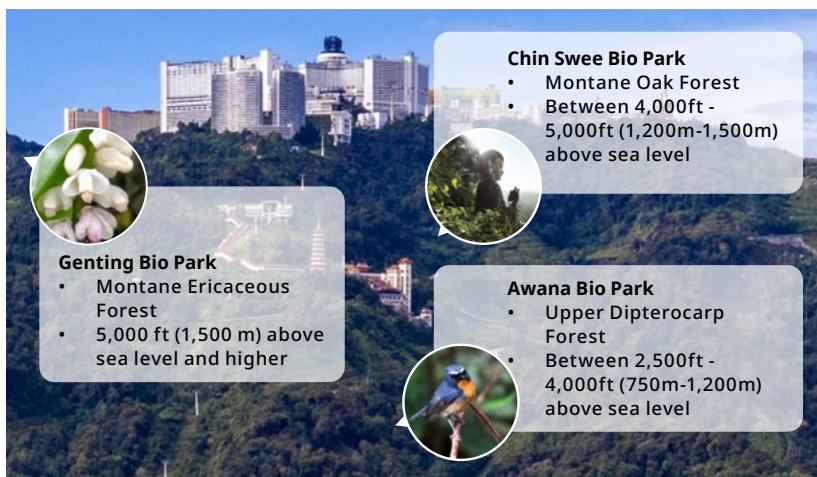 Chin Swee Bio Park
• Montane Oak Forest
• Between 4,000ft -
5,000ft (1,200m-1,500m)
above sea level
Genting Bio Park
• Montane Ericaceous
Forest
• 5,000 ft (1,500 m) above
sea level and higher
Awana Bio Park
• Upper Dipterocarp
Forest
• Between 2,500ft -
4,000ft (750m-1,200m)
above sea level